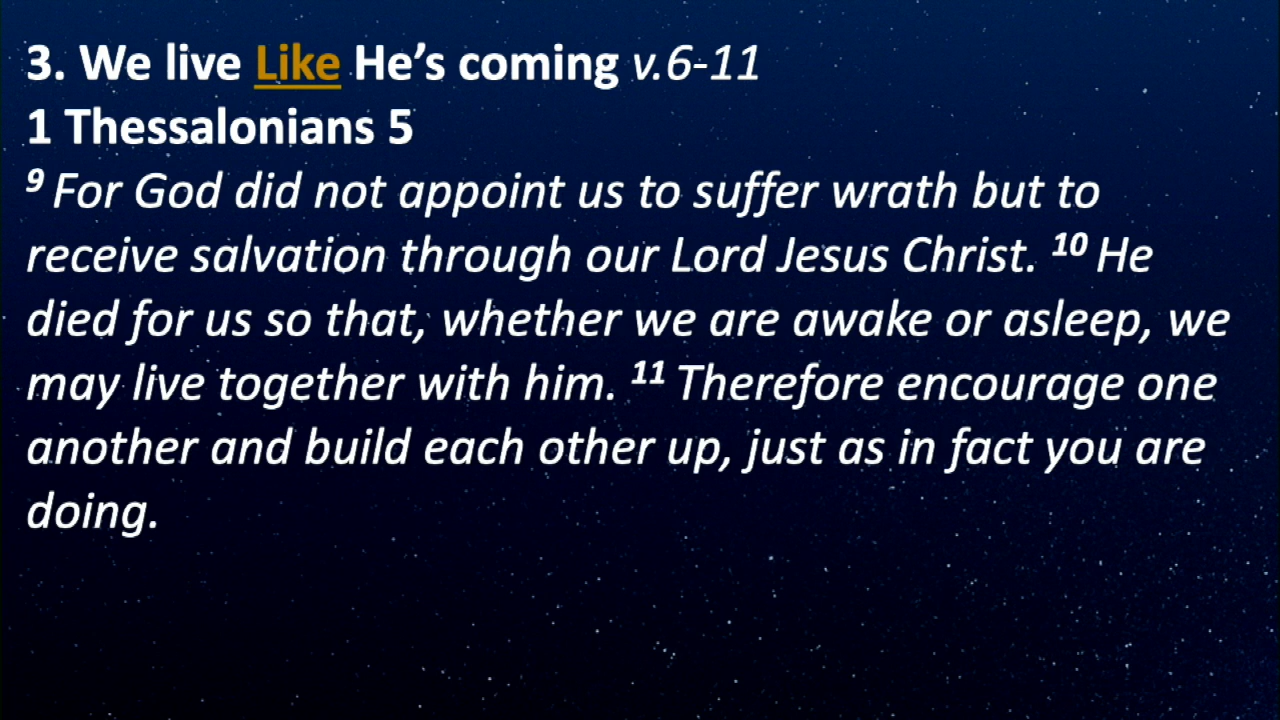 3. We live Like He’s coming v.6-11
1 Thessalonians 5
9 For God did not appoint us to suffer wrath but to
receive salvation through our Lord Jesus Christ. 10 He
died for us so that, whether we are awake or asleep, we
may live together with him. 11 Therefore encourage one
another and build each other up, just as in fact you are
doing.